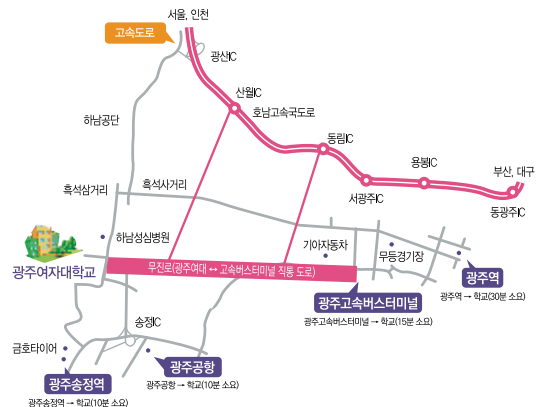 서울, 인천
고속도로
광산IC
산월IC
하남공단
호남고속국도로
동림IC
용봉IC
부산, 대구
흑석사거리
흑석삼거리
서광주IC
동광주IC
하남성심병원
기아자동차
무등경기장
광주여자대학교
무진로(광주여대 ↔ 고속버스터미널 직통 도로)
광주역
광주역 → 학교(30분 소요)
광주고속버스터미널
광주고속버스터미널 → 학교(15분 소요)
송정IC
금호타이어
광주공항
광주공항 → 학교(10분 소요)
광주송정역
광주송정역 → 학교(10분 소요)